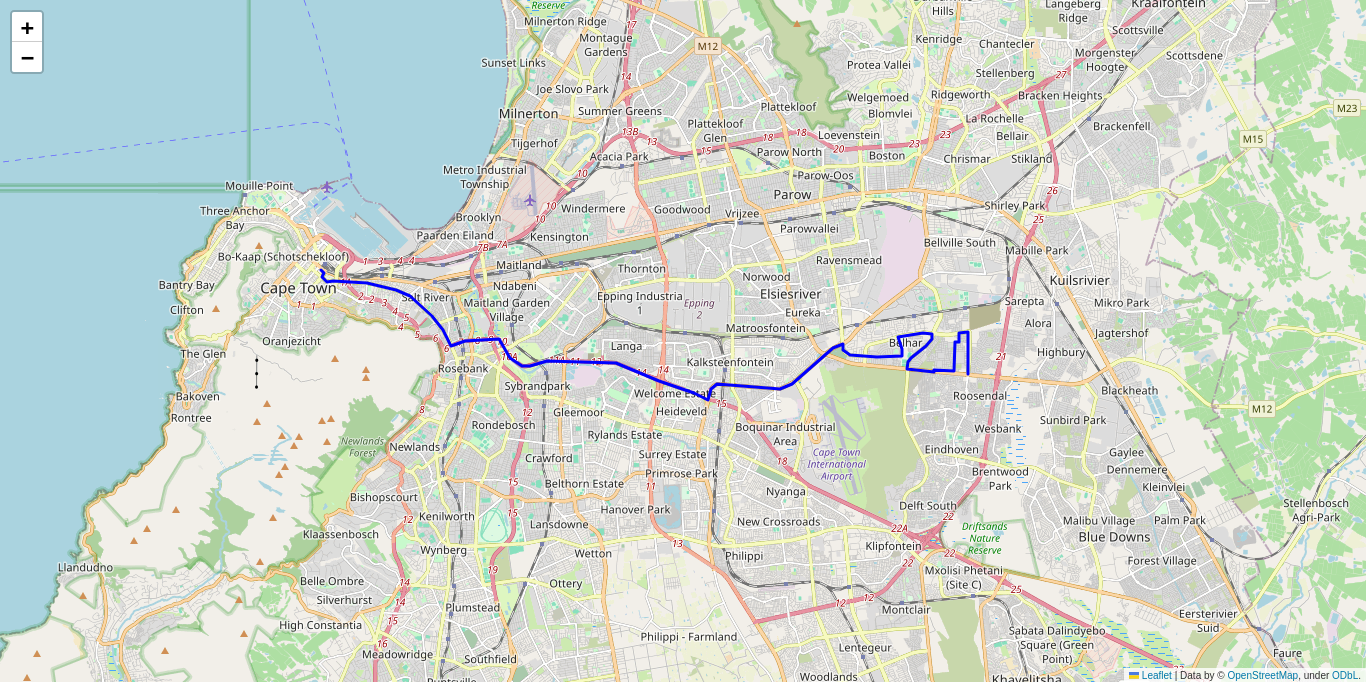 +
−
RESERVE
Milnerton Ridge
Montague
Gardens
Sunset Links
Joe Slovo Park
Milnerton
Summer Greens
Tijgerhof
Acacia Park
Metro Industrial
Township
Brooklyn
Paarden Eiland
Windermere
Kensington
Maitland
Ndabeni
Maitland Garden
Village
Salt River
Mouille Point
Three Anchor
Bay
Bo-Kaap (Schotschekloof)
Bantry Bay
Cape Town
Clifton
Oranjezicht
The Glen
Bakoven
Rontree
Newlands
Forest
Llandudno
M12
Plattekloof
Plattekloof
Glen
Parow North
Parow-Oos
Parow
Goodwood
Vrijzee
Parowvallei
Thornton
Norwood
Ravensmead
Elsiesriver
Eureka
Epping Industria
1
Epping
2
Matroosfontein
Langa
Kalksteenfontein
Welcome Estate
Heideveld
Rosebank
Sybrandpark
Gleemoor
Rondebosch
Rylands Estate
Newlands
Crawford
Surrey Estate
Primrose Park
Belthorn Estate
Bishopscourt
Hanover Park
Kenilworth
Lansdowne
Klaassenbosch
Wynberg
Wetton
Ottery
Belle Ombre
Silverhurst
Plumstead
High Constantia
Meadowridge
Southfield
Philippi - Farmland
Boquinar Industrial
Area
Cape Town
International
Airport
Nyanga
New Crossroads
Philippi
Klipfontein
Mxolisi Phetani
(Site C)
Montclair
Lentegeur
Woodlands
Hills
Langeberg
Ridge
Kraaifontein
Kenridge
Chantecler
Scottsville
Morgenster
Hoogte
Scottsdene
Protea Vallei
Stellenberg
Welgemoed
Ridgeworth
Bracken Heights
Blomvlei
La Rochelle
Loevenstein
Bellair
Brackenfell
Boston
Chrismar
Stikland
M23
M15
Shirley Park
Bellville South
Mabille Park
Kuilsrivier
Sarepta
Mikro Park
Alora
Jagtershof
Belhar
Highbury
Blackheath
Roosendal
Sunbird Park
M12
Wesbank
Eindhoven
Gaylee
Brentwood
Park
Dennemere
Kleinvlei
Delft South
Driftsands
Nature
Reserve
Malibu Village
Palm Park
Blue Downs
Forest Village
Stellenbosch
Agri-Park
Eersterivier
Suid
Faure
Sabata Dalindyebo
Square (Green
Point)
Khayelitsha
Leaflet | Data by © OpenStreetMap, under ODbL.